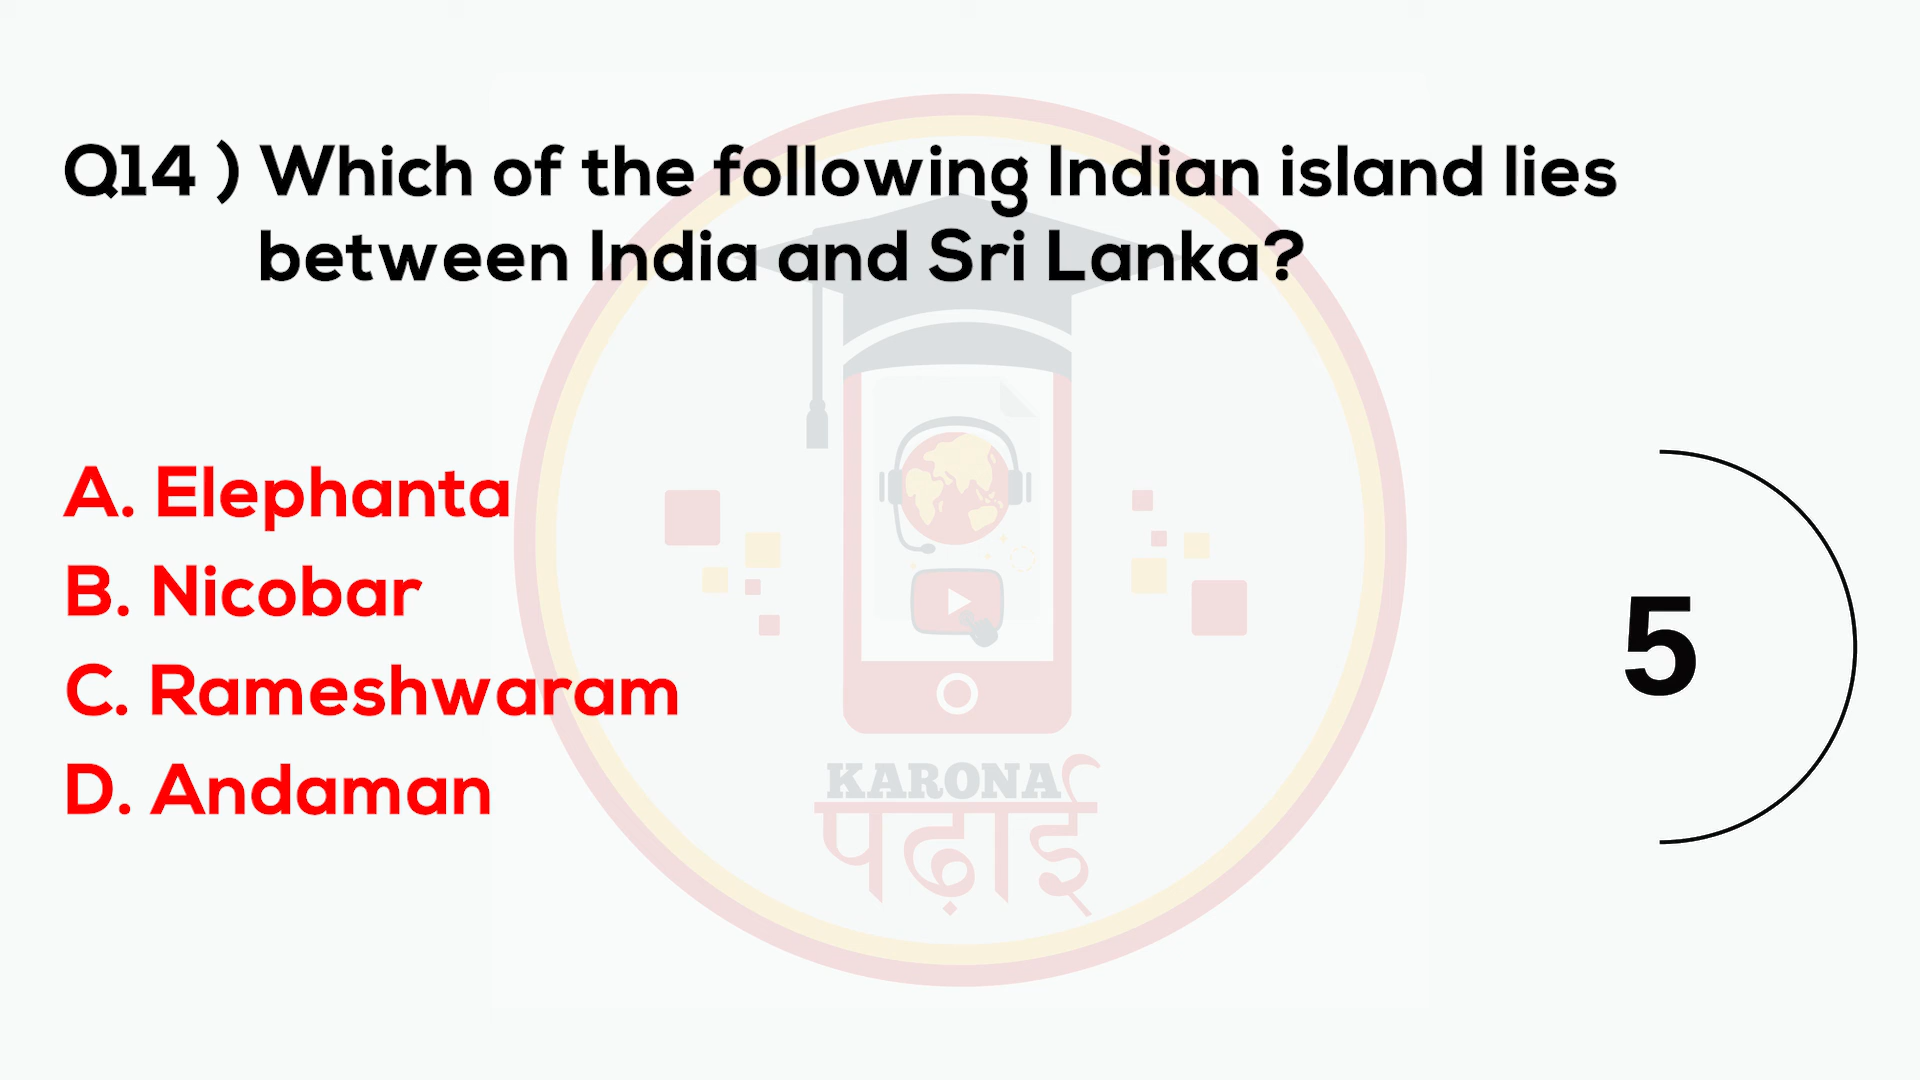 Q14 ) Which of the following Indian island lies
between India and Sri Lanka?
A. Elephanta
B. Nicobar
C. Rameshwaram
D. Andaman
5
KARONA
पढ़ाई